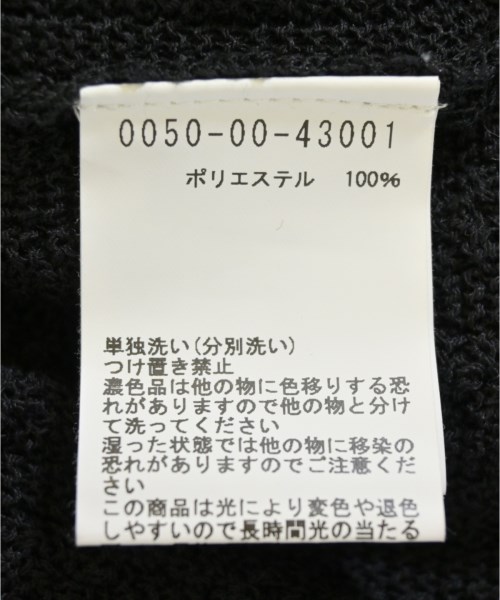 0050-00-43001
ポリエステル 100%
単独洗い(分別洗い)
つけ置き禁止
濃色品は他の物に色移りする恐
れがありますので他の物と分け
て洗ってください
湿った状態では他の物に移染の
恐れがありますのでご注意くだ
さい
この商品は光により変色や退色
しやすいので長時間光の当たる